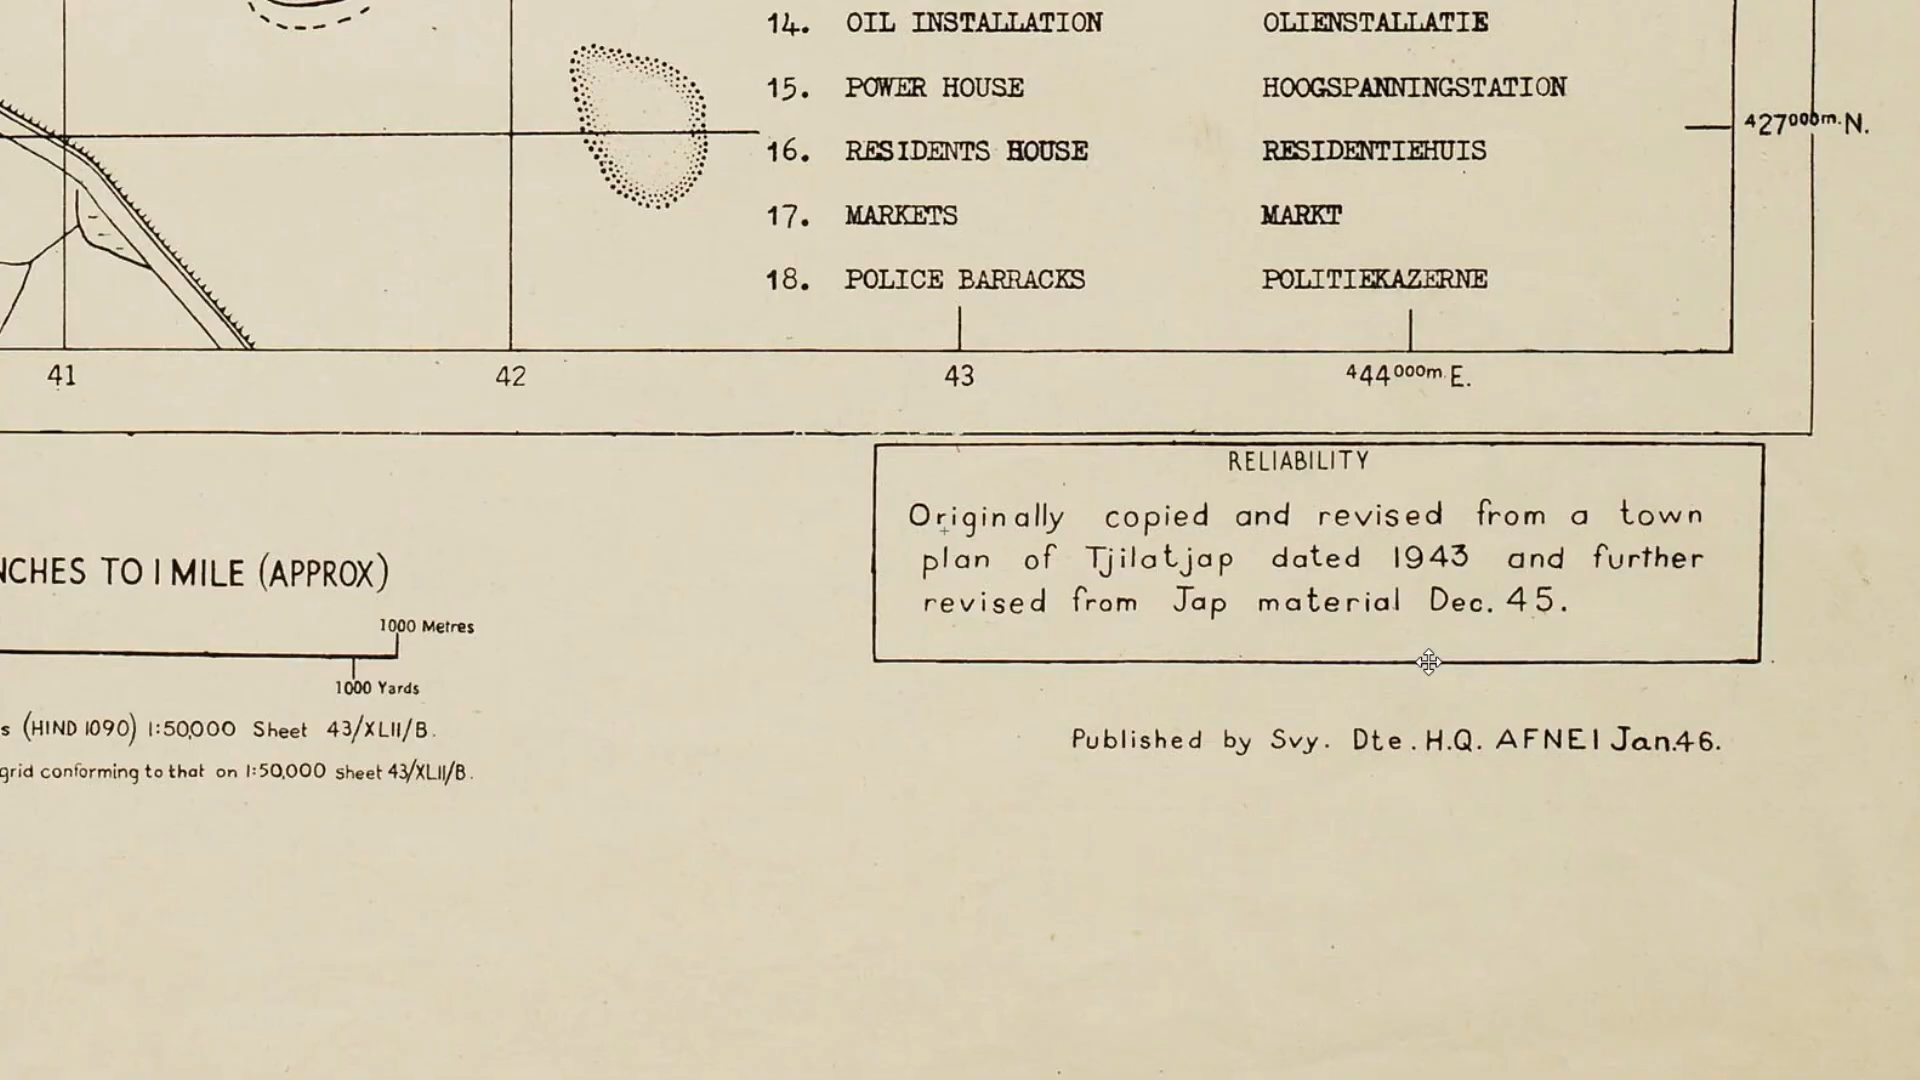 14. OIL INSTALLATION OLIENSTALLATIE
15. POWER HOUSE HOOGSPANNINGSTATION
427000m. N.
16. RESIDENTS HOUSE RESIDENTIEHUIS
17. MARKETS MARKT
18. POLICE BARRACKS POLITIEKAZERNE
41 42 43 444000m. E.
RELIABILITY
Originally copied and revised from a town
plan of Tjilatjap dated 1943 and further
revised from Jap material Dec. 45.
NCHES TO 1 MILE (APPROX)
1000 Metres
1000 Yards
s (HIND 1090) 1:50,000 Sheet 43/XLII/B.
grid conforming to that on 1:50,000 sheet 43/XLII/B.
Published by Svy. Dte. H.Q. AFNEI Jan.46.